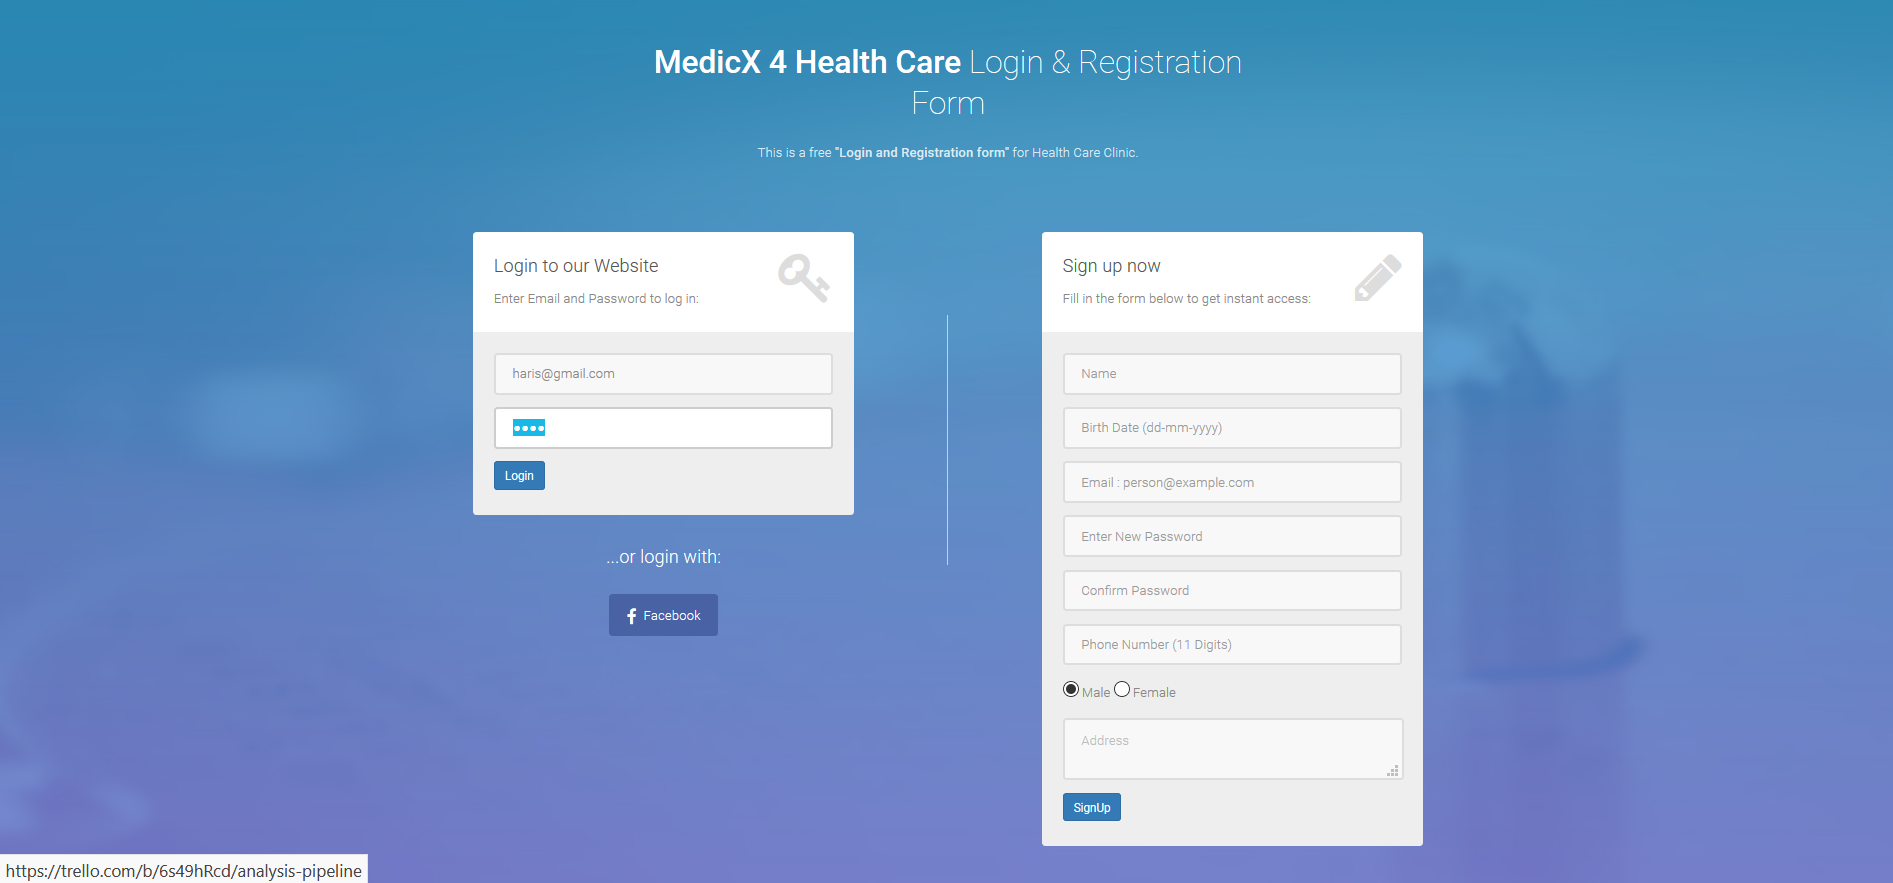 MedicX 4 Health Care Login & Registration
Form
This is a free "Login and Registration form" for Health Care Clinic.
Login to our Website
Enter Email and Password to log in:
haris@gmail.com
••••
Login
...or login with:
Facebook
Sign up now
Fill in the form below to get instant access:
Name
Birth Date (dd-mm-yyyy)
Email : person@example.com
Enter New Password
Confirm Password
Phone Number (11 Digits)
Male Female
Address
SignUp
https://trello.com/b/6s49hRcd/analysis-pipeline